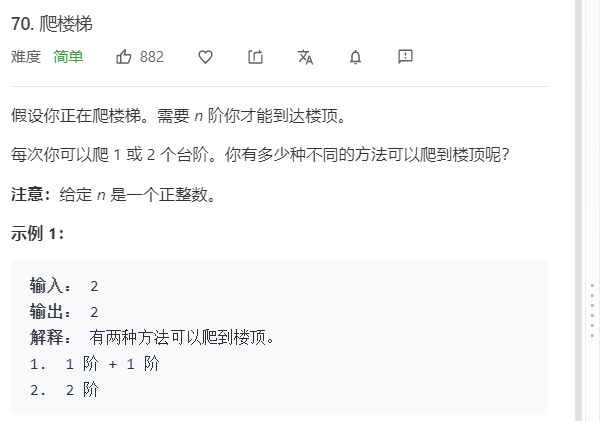 70. 爬楼梯
难度 简单 882
假设你正在爬楼梯。需要 n 阶你才能到达楼顶。
每次你可以爬 1 或 2 个台阶。你有多少种不同的方法可以爬到楼顶呢？
注意：给定 n 是一个正整数。
示例 1：
输入： 2
输出： 2
解释： 有两种方法可以爬到楼顶。
1. 1 阶 + 1 阶
2. 2 阶